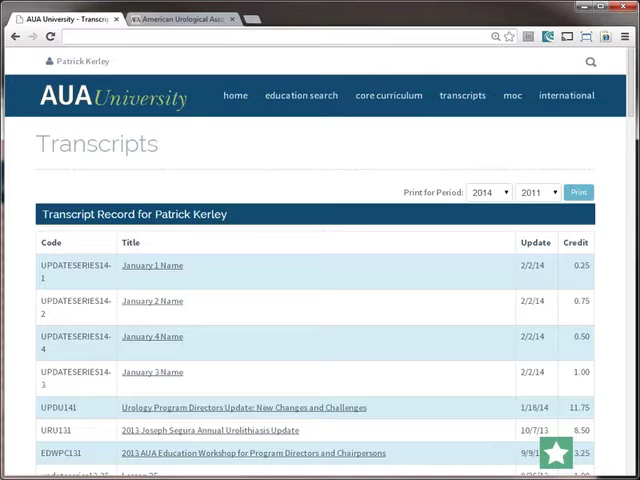 AUA University - Transcrip
American Urological Asso
Patrick Kerley
AUA University
home education search core curriculum transcripts moc international
Transcripts
Print for Period: 2014 2011 Print
Transcript Record for Patrick Kerley
Code Title Update Credit
UPDATESERIES14-1 January 1 Name 2/2/14 0.25
UPDATESERIES14-2 January 2 Name 2/2/14 0.75
UPDATESERIES14-4 January 4 Name 2/2/14 0.50
UPDATESERIES14-3 January 3 Name 2/2/14 1.00
UPDU141 Urology Program Directors Update: New Changes and Challenges 1/18/14 11.75
URU131 2013 Joseph Segura Annual Urolithiasis Update 10/7/13 8.50
EDWPC131 2013 AUA Education Workshop for Program Directors and Chairpersons 9/9/1 3.25